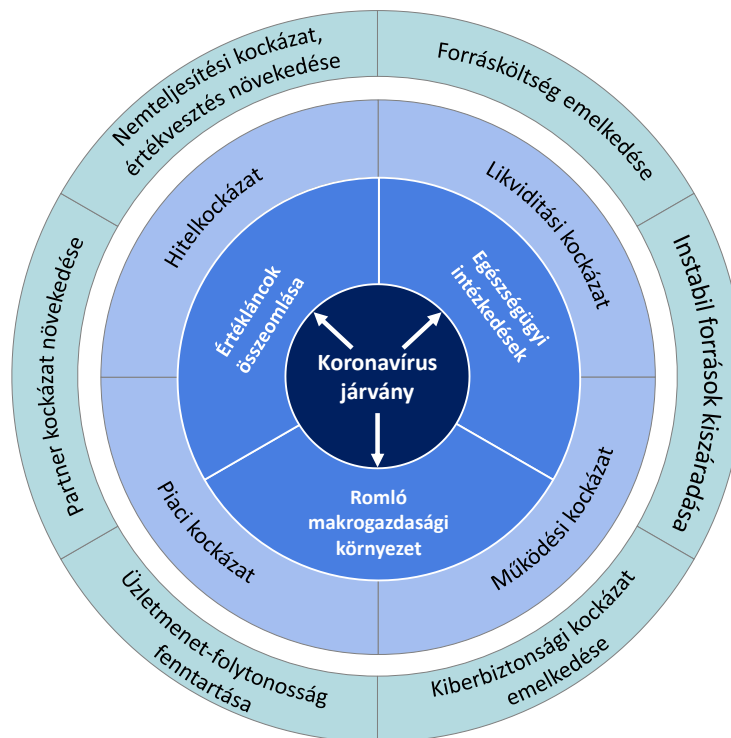 Nemteljesítési kockázat,
értékvesztés növekedése
Forrásköltség emelkedése
Instabil források kiszáradása
Kiberbiztonsági kockázat
emelkedése
Üzletmenet-folytonosság
fenntartása
Partner kockázat növekedése
Hitelkockázat
Likviditási kockázat
Működési kockázat
Piaci kockázat
Értékláncok
összeomlása
Egészségügyi
intézkedések
Romló
makrogazdasági
környezet
Koronavírus
járvány